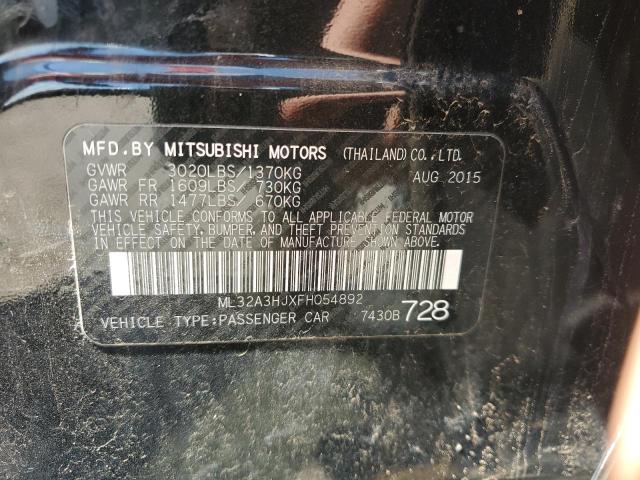 MFD. BY MITSUBISHI MOTORS (THAILAND) CO., LTD.
GVWR 3020LBS/1370KG AUG 2015
GAWR FR 1609LBS/ 730KG
GAWR RR 1477LBS/ 670KG
THIS VEHICLE CONFORMS TO ALL APPLICABLE FEDERAL MOTOR
VEHICLE SAFETY, BUMPER, AND THEFT PREVENTION STANDARDS
IN EFFECT ON THE DATE OF MANUFACTURE SHOWN ABOVE.
ML32A3HJXFH054892
VEHICLE TYPE:PASSENGER CAR 7430B 728